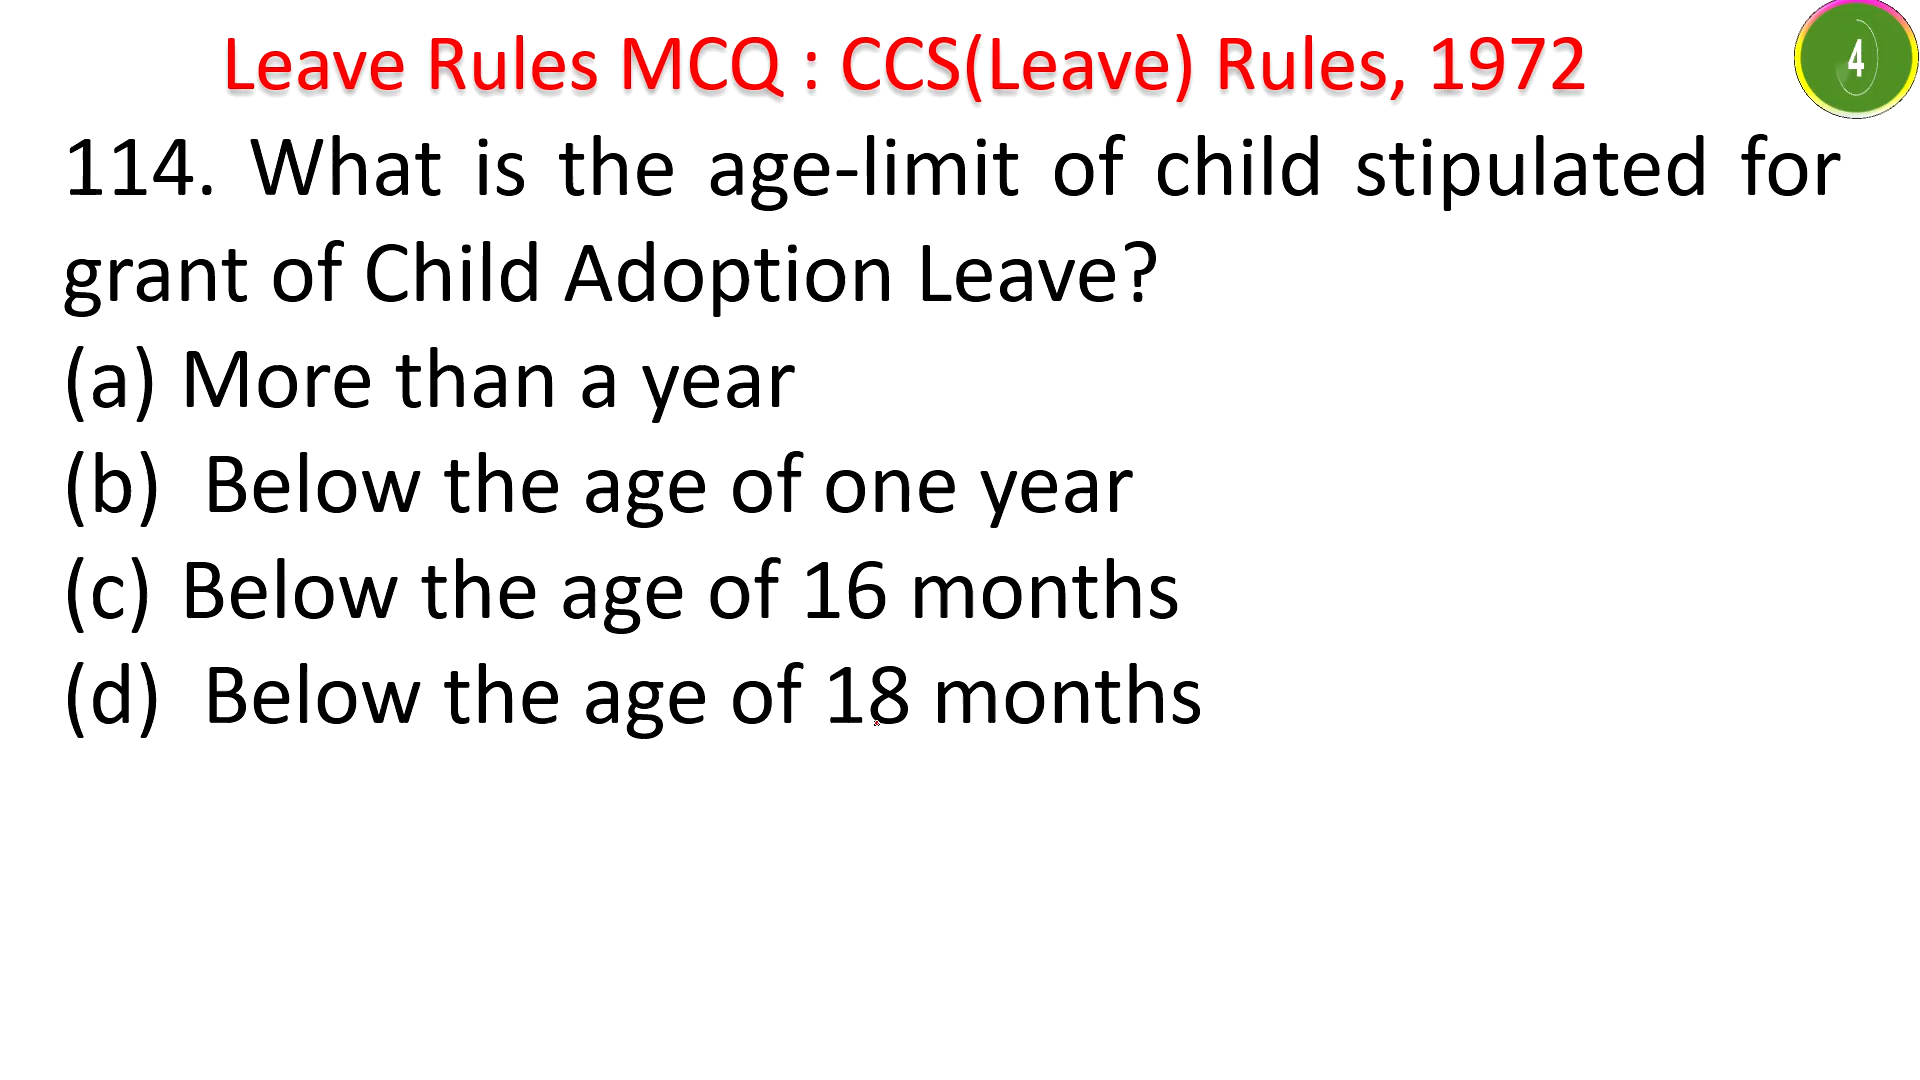 Leave Rules MCQ : CCS(Leave) Rules, 1972
4
114. What is the age-limit of child stipulated for
grant of Child Adoption Leave?
(a) More than a year
(b) Below the age of one year
(c) Below the age of 16 months
(d) Below the age of 18 months